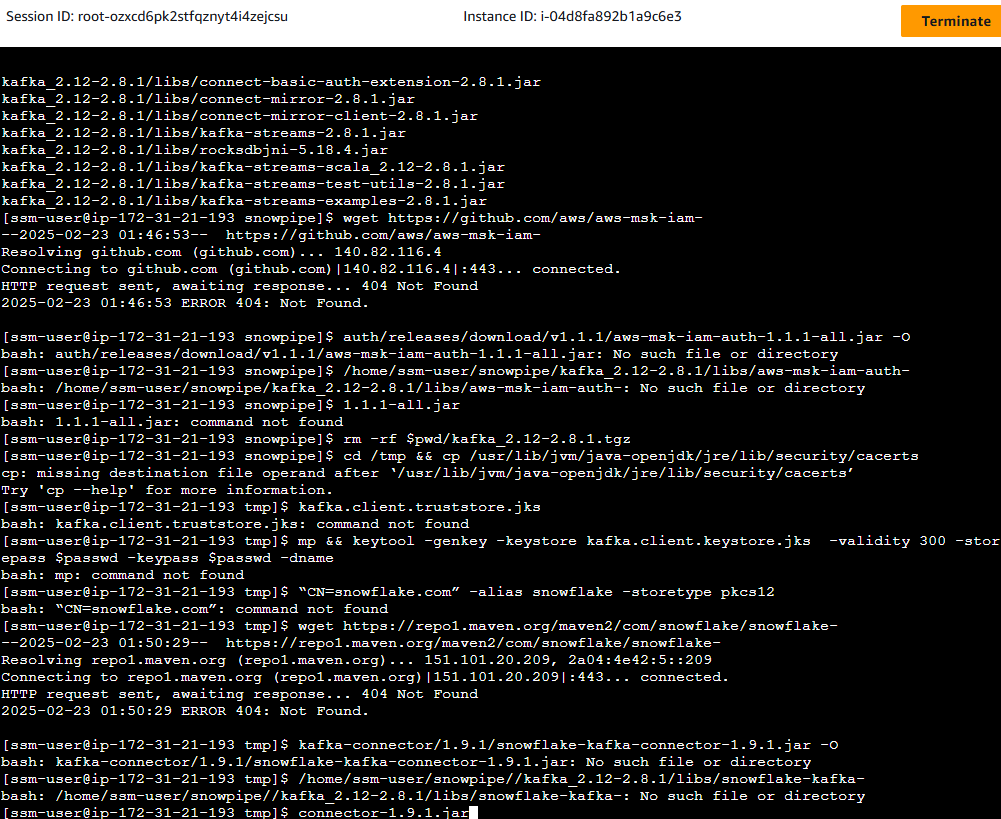 Session ID: root-ozxcd6pk2stfqznyt4i4zejcsu Instance ID: i-04d8fa892b1a9c6e3 Terminate
kafka_2.12-2.8.1/libs/connect-basic-auth-extension-2.8.1.jar
kafka_2.12-2.8.1/libs/connect-mirror-2.8.1.jar
kafka_2.12-2.8.1/libs/connect-mirror-client-2.8.1.jar
kafka_2.12-2.8.1/libs/kafka-streams-2.8.1.jar
kafka_2.12-2.8.1/libs/rocksdbjni-5.18.4.jar
kafka_2.12-2.8.1/libs/kafka-streams-scala_2.12-2.8.1.jar
kafka_2.12-2.8.1/libs/kafka-streams-test-utils-2.8.1.jar
kafka_2.12-2.8.1/libs/kafka-streams-examples-2.8.1.jar
[ssm-user@ip-172-31-21-193 snowpipe]$ wget https://github.com/aws/aws-msk-iam-
--2025-02-23 01:46:53--  https://github.com/aws/aws-msk-iam-
Resolving github.com (github.com)... 140.82.116.4
Connecting to github.com (github.com)|140.82.116.4|:443... connected.
HTTP request sent, awaiting response... 404 Not Found
2025-02-23 01:46:53 ERROR 404: Not Found.
[ssm-user@ip-172-31-21-193 snowpipe]$ auth/releases/download/v1.1.1/aws-msk-iam-auth-1.1.1-all.jar -O
bash: auth/releases/download/v1.1.1/aws-msk-iam-auth-1.1.1-all.jar: No such file or directory
[ssm-user@ip-172-31-21-193 snowpipe]$ /home/ssm-user/snowpipe/kafka_2.12-2.8.1/libs/aws-msk-iam-auth-
bash: /home/ssm-user/snowpipe/kafka_2.12-2.8.1/libs/aws-msk-iam-auth-: No such file or directory
[ssm-user@ip-172-31-21-193 snowpipe]$ 1.1.1-all.jar
bash: 1.1.1-all.jar: command not found
[ssm-user@ip-172-31-21-193 snowpipe]$ rm -rf $pwd/kafka_2.12-2.8.1.tgz
[ssm-user@ip-172-31-21-193 snowpipe]$ cd /tmp && cp /usr/lib/jvm/java-openjdk/jre/lib/security/cacerts
cp: missing destination file operand after ‘/usr/lib/jvm/java-openjdk/jre/lib/security/cacerts’
Try 'cp --help' for more information.
[ssm-user@ip-172-31-21-193 tmp]$ kafka.client.truststore.jks
bash: kafka.client.truststore.jks: command not found
[ssm-user@ip-172-31-21-193 tmp]$ mp && keytool -genkey -keystore kafka.client.keystore.jks  -validity 300 -stor
epass $passwd -keypass $passwd -dname
bash: mp: command not found
[ssm-user@ip-172-31-21-193 tmp]$ “CN=snowflake.com” -alias snowflake -storetype pkcs12
bash: “CN=snowflake.com”: command not found
[ssm-user@ip-172-31-21-193 tmp]$ wget https://repo1.maven.org/maven2/com/snowflake/snowflake-
--2025-02-23 01:50:29--  https://repo1.maven.org/maven2/com/snowflake/snowflake-
Resolving repo1.maven.org (repo1.maven.org)... 151.101.20.209, 2a04:4e42:5::209
Connecting to repo1.maven.org (repo1.maven.org)|151.101.20.209|:443... connected.
HTTP request sent, awaiting response... 404 Not Found
2025-02-23 01:50:29 ERROR 404: Not Found.
[ssm-user@ip-172-31-21-193 tmp]$ kafka-connector/1.9.1/snowflake-kafka-connector-1.9.1.jar -O
bash: kafka-connector/1.9.1/snowflake-kafka-connector-1.9.1.jar: No such file or directory
[ssm-user@ip-172-31-21-193 tmp]$ /home/ssm-user/snowpipe//kafka_2.12-2.8.1/libs/snowflake-kafka-
bash: /home/ssm-user/snowpipe//kafka_2.12-2.8.1/libs/snowflake-kafka-: No such file or directory
[ssm-user@ip-172-31-21-193 tmp]$ connector-1.9.1.jar